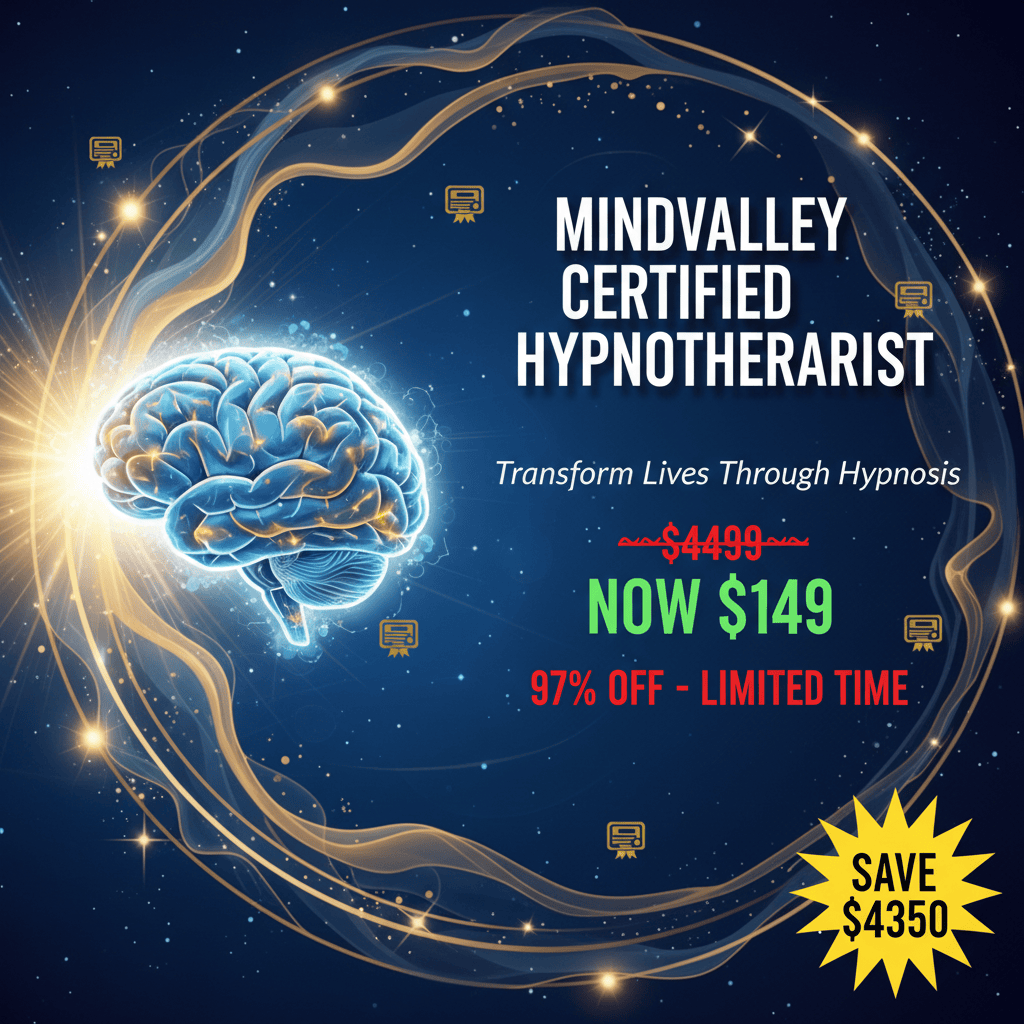 MINDVALLEY
CERTIFIED
HYPNOTHERARIST
Transform Lives Through Hypnosis
$4499
NOW $149
97% OFF - LIMITED TIME
SAVE
$4350